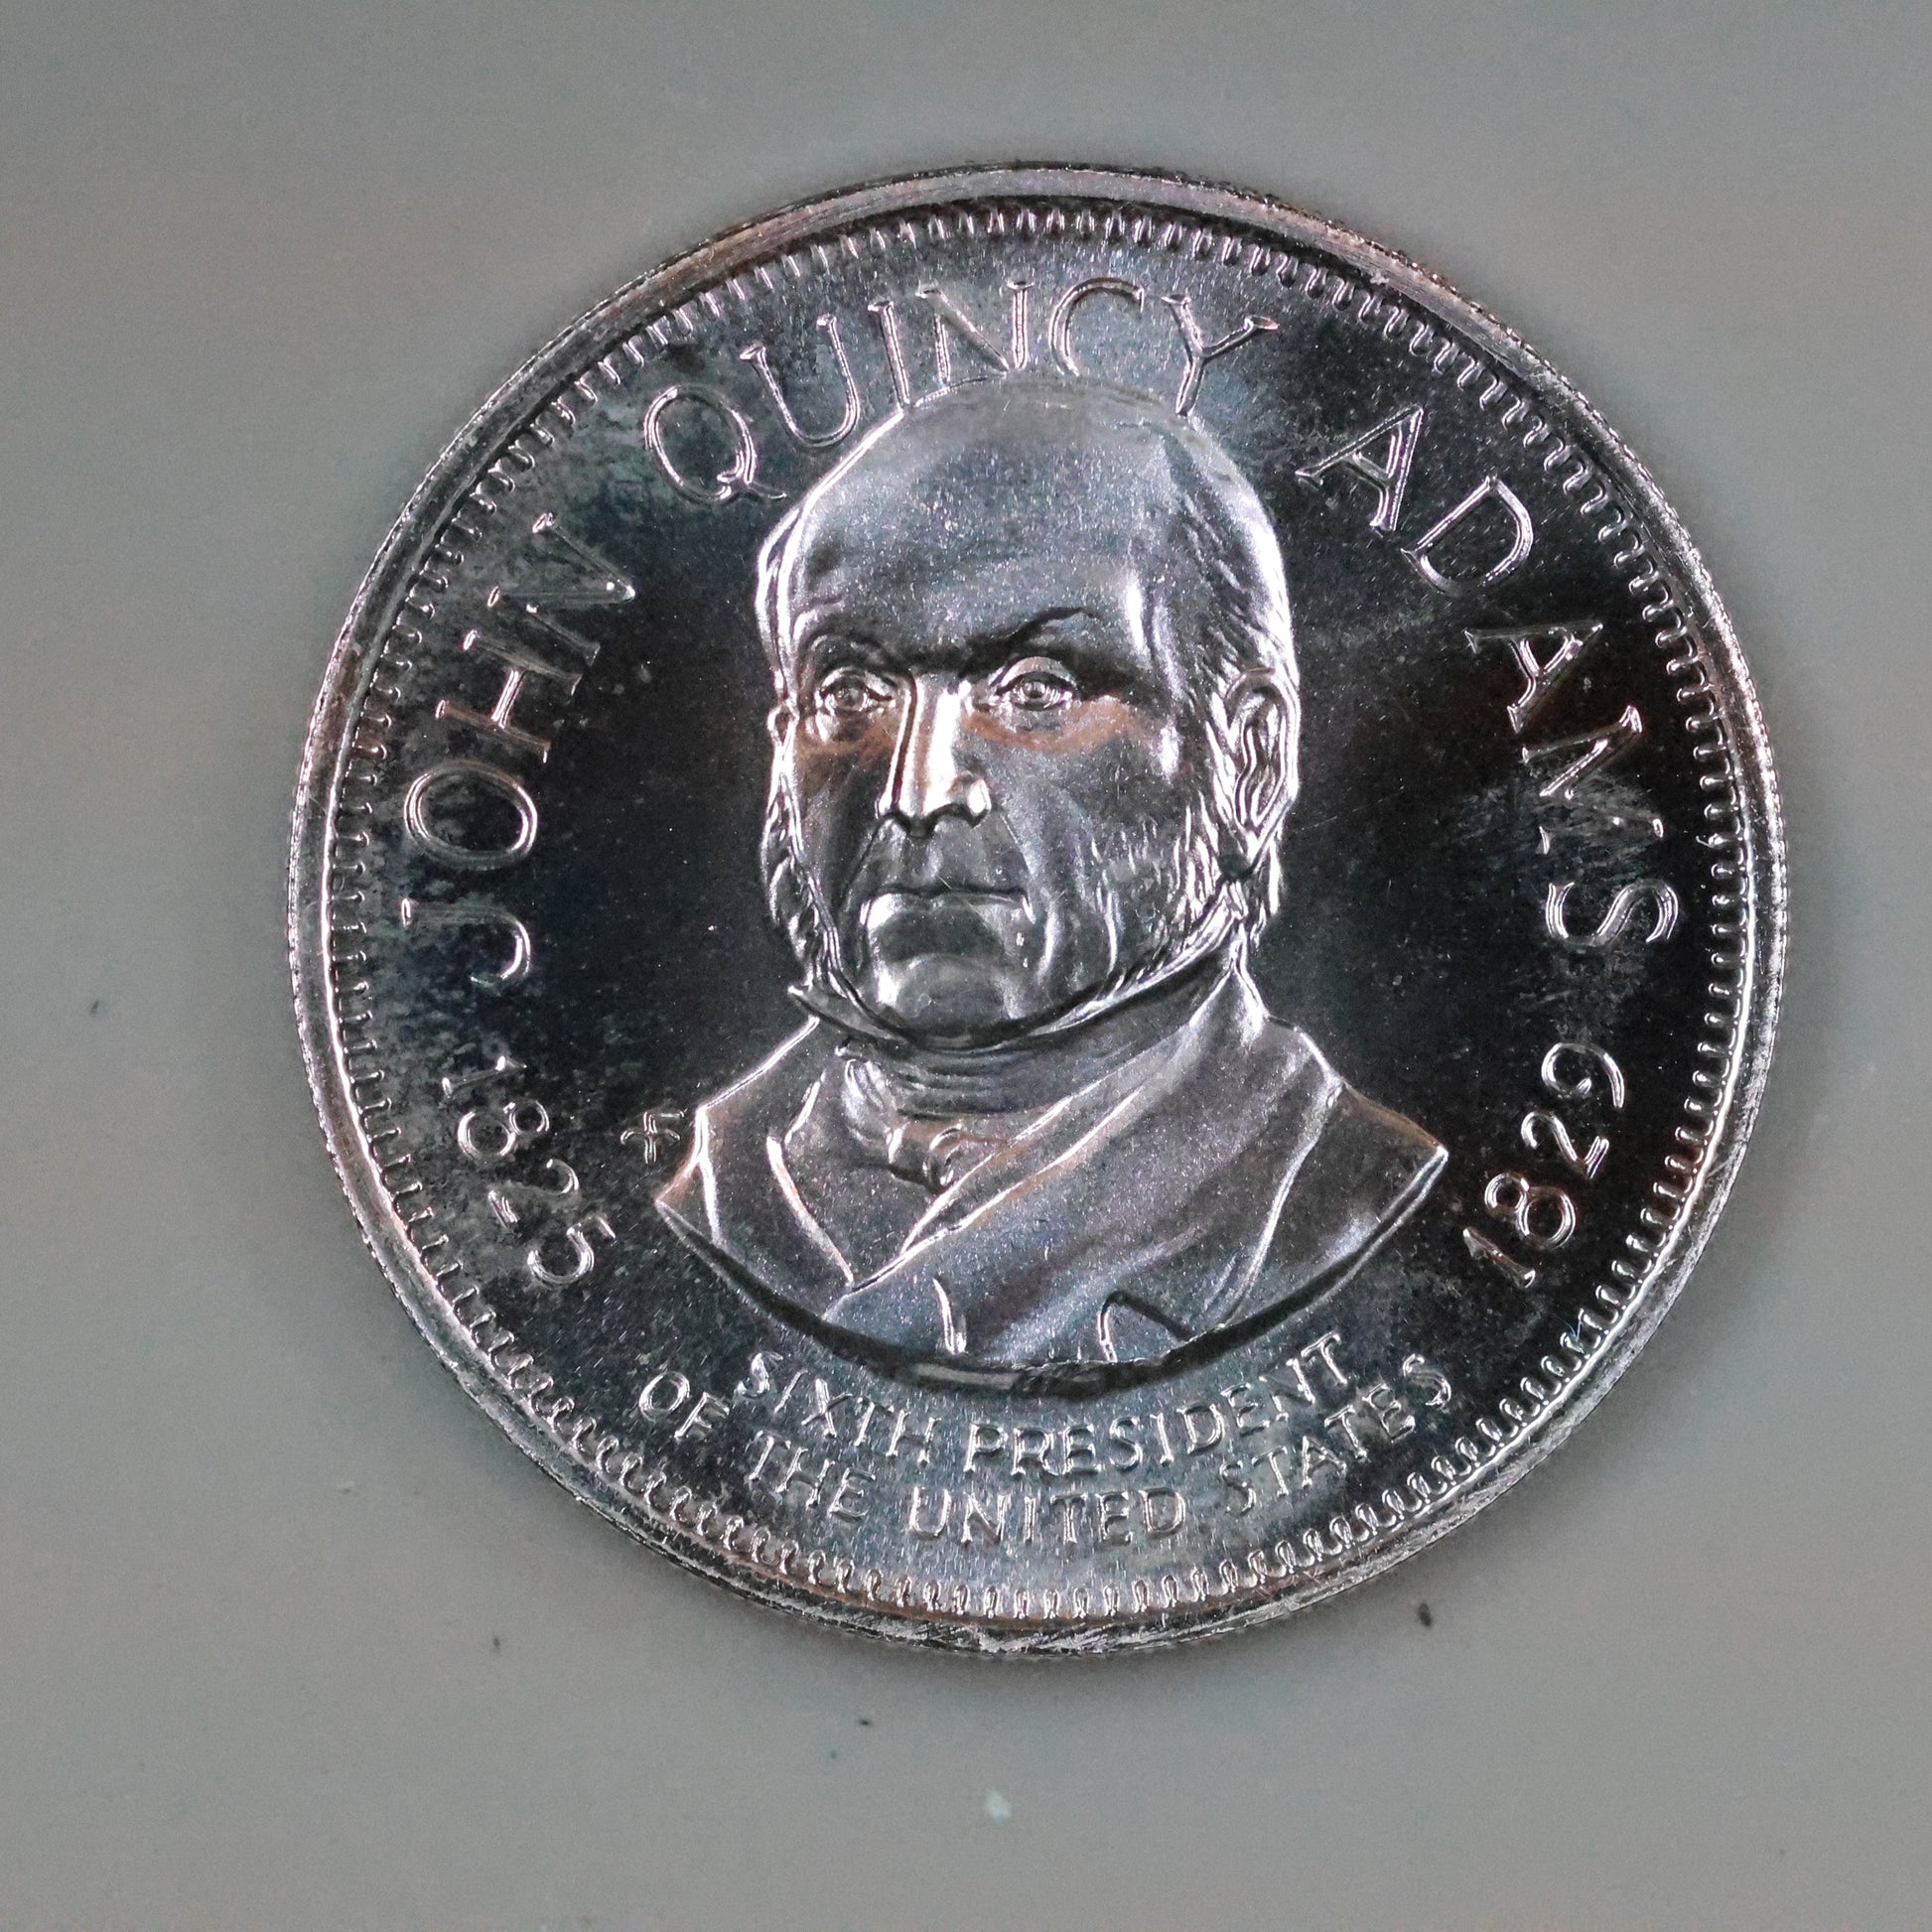 JOHN QUINCY ADAMS
1825
1829
SIXTH PRESIDENT
OF THE UNITED STATES